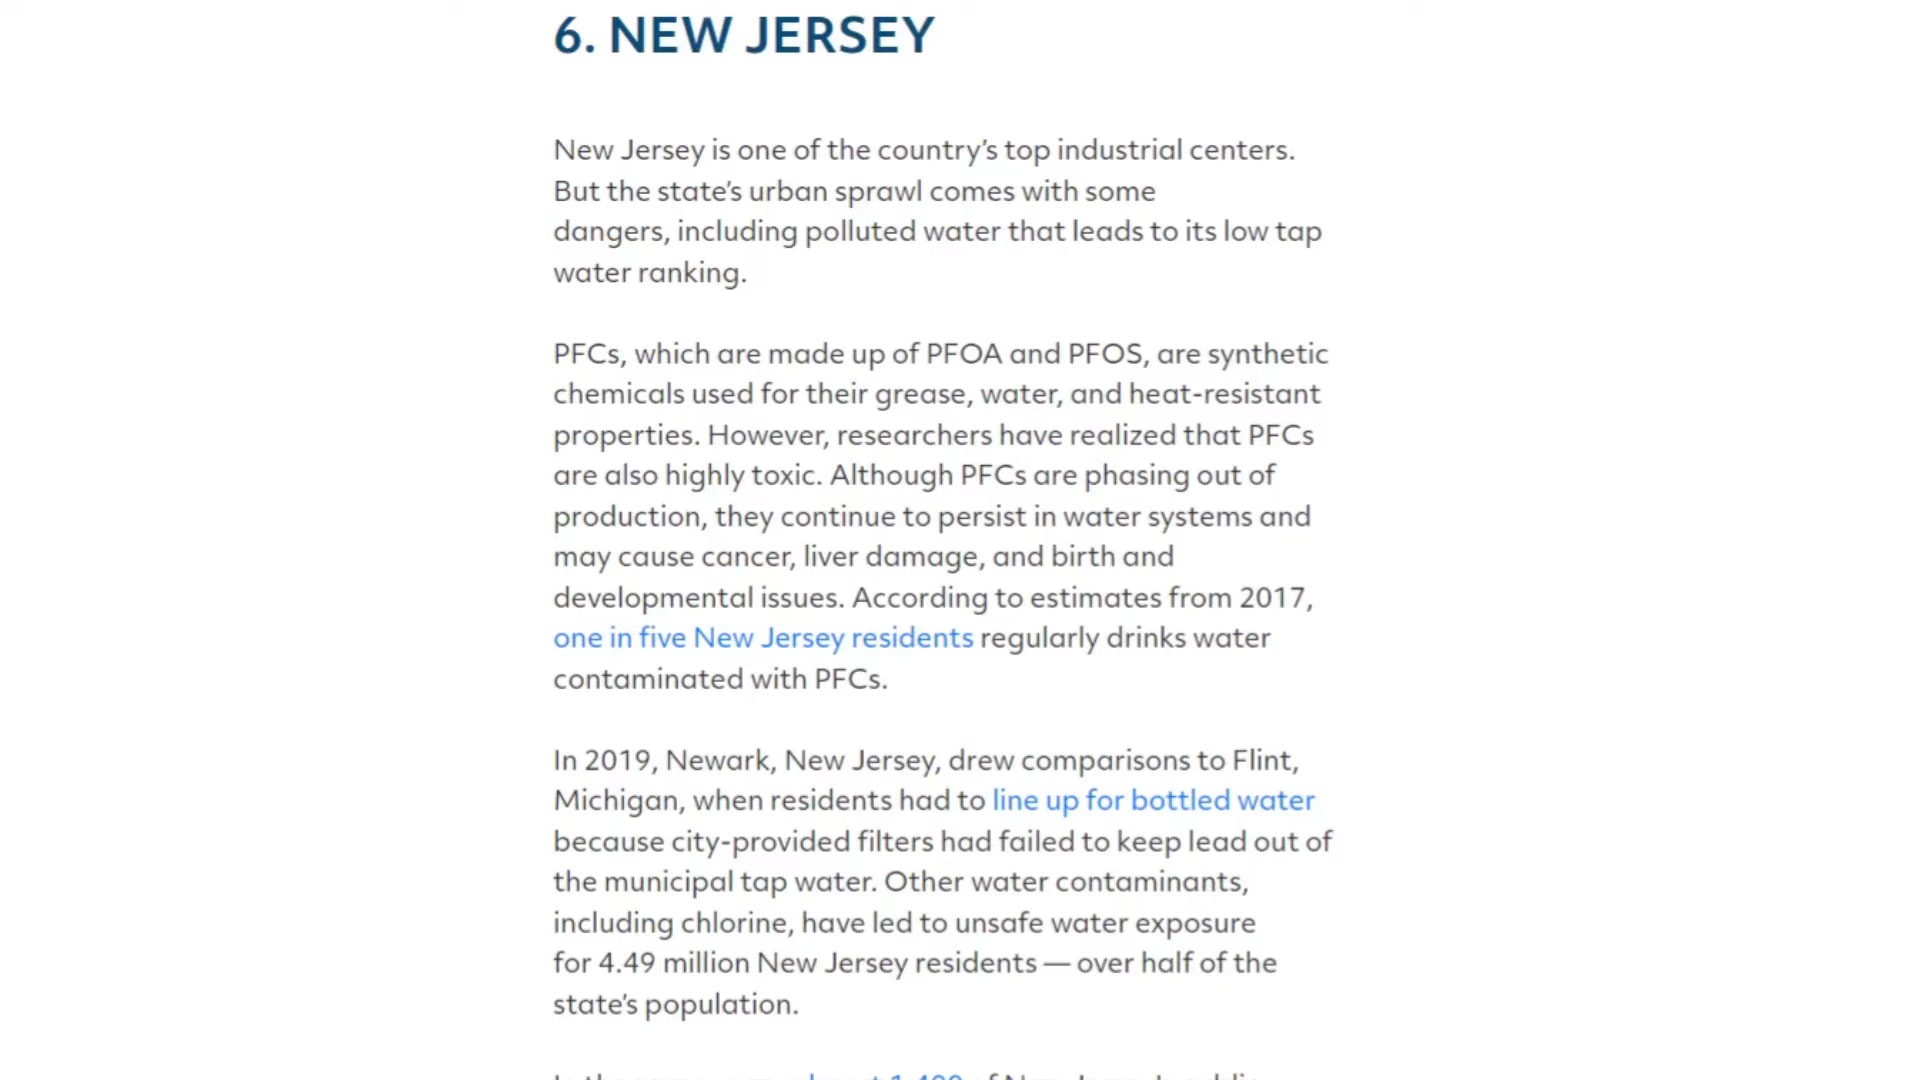 6. NEW JERSEY
New Jersey is one of the country's top industrial centers.
But the state's urban sprawl comes with some
dangers, including polluted water that leads to its low tap
water ranking.
PFCs, which are made up of PFOA and PFOS, are synthetic
chemicals used for their grease, water, and heat-resistant
properties. However, researchers have realized that PFCs
are also highly toxic. Although PFCs are phasing out of
production, they continue to persist in water systems and
may cause cancer, liver damage, and birth and
developmental issues. According to estimates from 2017,
one in five New Jersey residents regularly drinks water
contaminated with PFCs.
In 2019, Newark, New Jersey, drew comparisons to Flint,
Michigan, when residents had to line up for bottled water
because city-provided filters had failed to keep lead out of
the municipal tap water. Other water contaminants,
including chlorine, have led to unsafe water exposure
for 4.49 million New Jersey residents — over half of the
state's population.